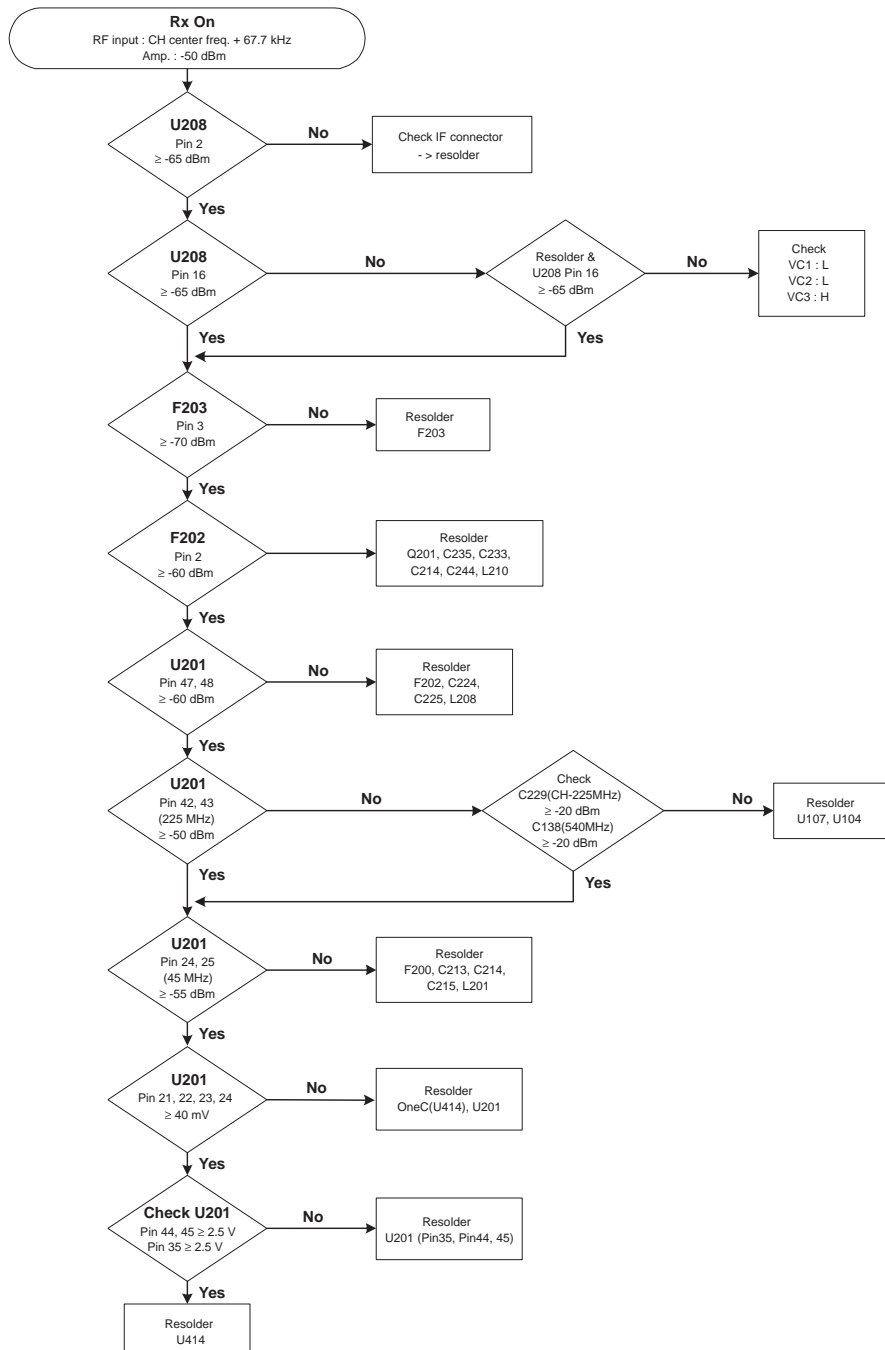 Rx On
RF input : CH center freq. + 67.7 kHz
Amp. : -50 dBm
U208
Pin 2
≥ -65 dBm
No
Check IF connector
- > resolder
Yes
U208
Pin 16
≥ -65 dBm
No
Resolder &
U208 Pin 16
≥ -65 dBm
No
Check
VC1 : L
VC2 : L
VC3 : H
Yes
Yes
F203
Pin 3
≥ -70 dBm
No
Resolder
F203
Yes
F202
Pin 2
≥ -60 dBm
Resolder
Q201, C235, C233,
C214, C244, L210
Yes
U201
Pin 47, 48
≥ -60 dBm
No
Resolder
F202, C224,
C225, L208
Yes
U201
Pin 42, 43
(225 MHz)
≥ -50 dBm
No
Check
C229(CH-225MHz)
≥ -20 dBm
C138(540MHz)
≥ -20 dBm
No
Resolder
U107, U104
Yes
Yes
U201
Pin 24, 25
(45 MHz)
≥ -55 dBm
No
Resolder
F200, C213, C214,
C215, L201
Yes
U201
Pin 21, 22, 23, 24
≥ 40 mV
No
Resolder
OneC(U414), U201
Yes
Check U201
Pin 44, 45 ≥ 2.5 V
Pin 35 ≥ 2.5 V
No
Resolder
U201 (Pin35, Pin44, 45)
Yes
Resolder
U414